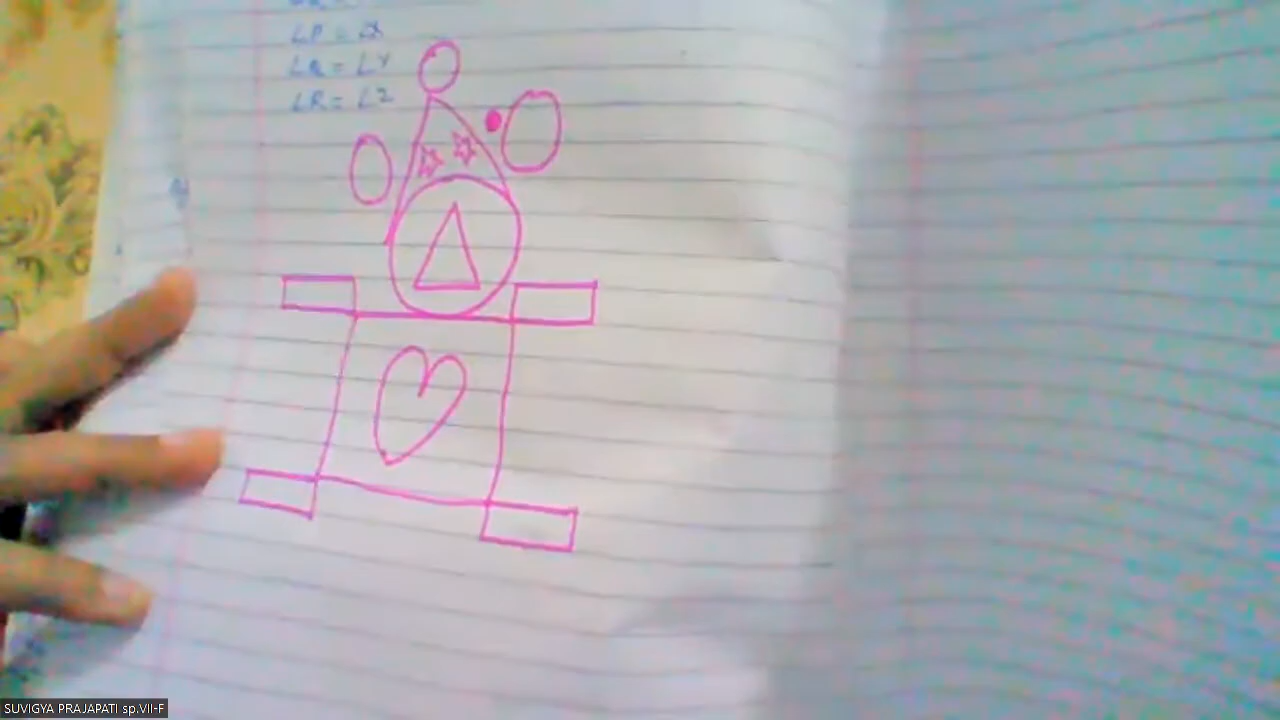 ∠P = ∠X
∠Q = ∠Y
∠R = ∠Z
SUVIGYA PRAJAPATI sp.VII-F